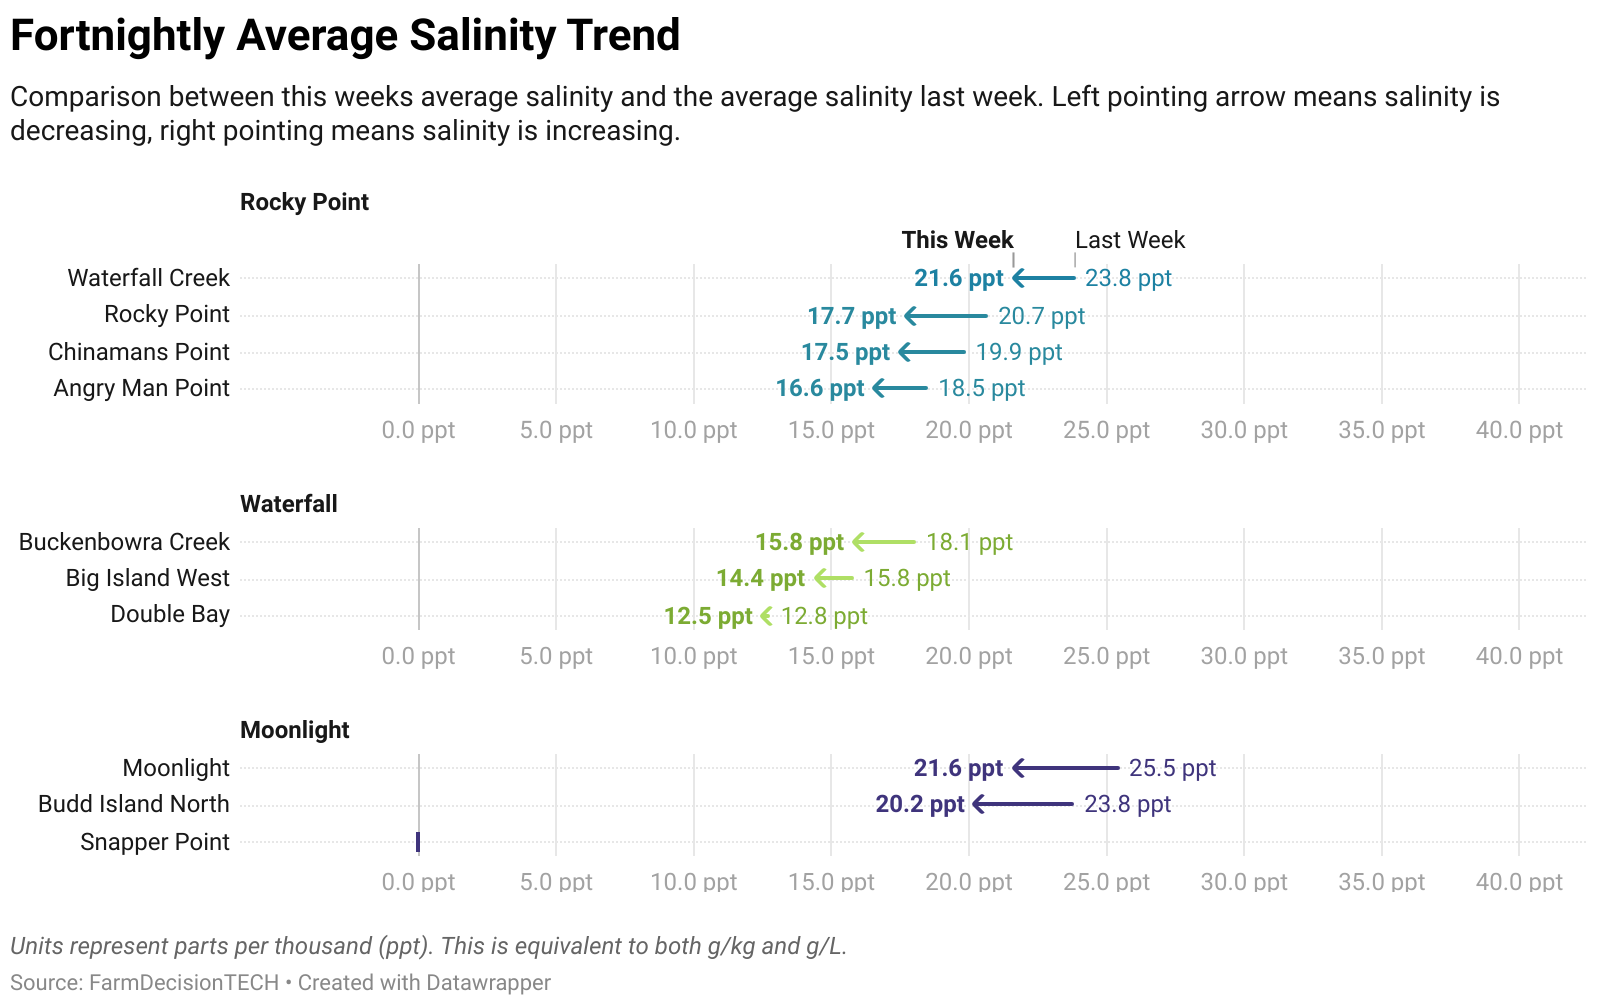 Fortnightly Average Salinity Trend
Comparison between this weeks average salinity and the average salinity last week. Left pointing arrow means salinity is
decreasing, right pointing means salinity is increasing.
Rocky Point
This Week Last Week
Waterfall Creek 21.6 ppt 23.8 ppt
Rocky Point 17.7 ppt 20.7 ppt
Chinamans Point 17.5 ppt 19.9 ppt
Angry Man Point 16.6 ppt 18.5 ppt
0.0 ppt 5.0 ppt 10.0 ppt 15.0 ppt 20.0 ppt 25.0 ppt 30.0 ppt 35.0 ppt 40.0 ppt
Waterfall
Buckenbowra Creek 15.8 ppt 18.1 ppt
Big Island West 14.4 ppt 15.8 ppt
Double Bay 12.5 ppt 12.8 ppt
0.0 ppt 5.0 ppt 10.0 ppt 15.0 ppt 20.0 ppt 25.0 ppt 30.0 ppt 35.0 ppt 40.0 ppt
Moonlight
Moonlight 21.6 ppt 25.5 ppt
Budd Island North 20.2 ppt 23.8 ppt
Snapper Point
0.0 ppt 5.0 ppt 10.0 ppt 15.0 ppt 20.0 ppt 25.0 ppt 30.0 ppt 35.0 ppt 40.0 ppt
Units represent parts per thousand (ppt). This is equivalent to both g/kg and g/L.
Source: FarmDecisionTECH • Created with Datawrapper